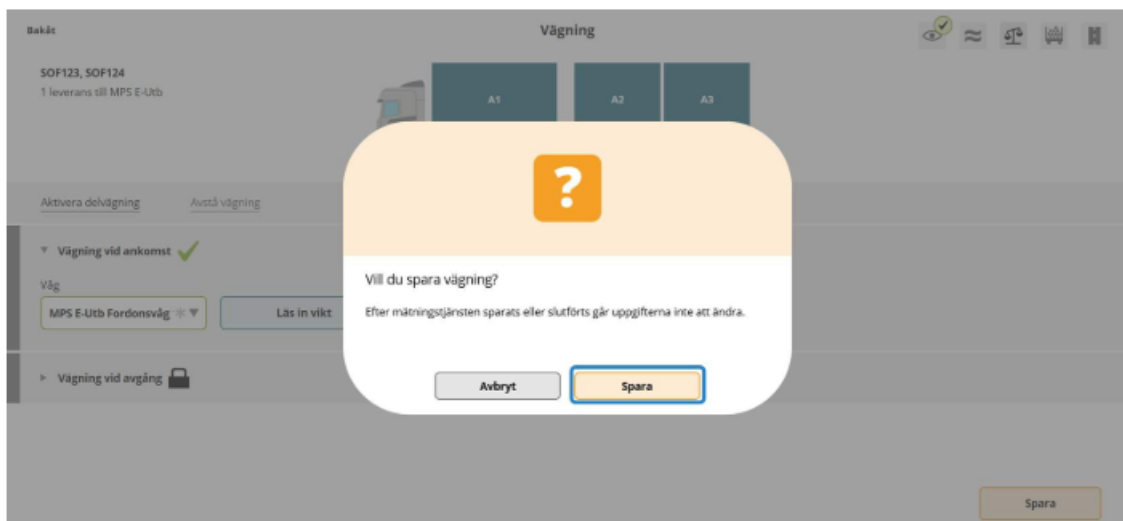 Bakåt
Vägning
SOF123, SOF124
1 leverans till MPS E-Utb
A1
A2
A3
Aktivera delvägning
Avstå vägning
Vägning vid ankomst
Våg
MPS E-Utb Fordonsvåg
Läs in vikt
Vägning vid avgång
?
Vill du spara vägning?
Efter mätningstjänsten sparats eller slutförts går uppgifterna inte att ändra.
Avbryt
Spara
Spara